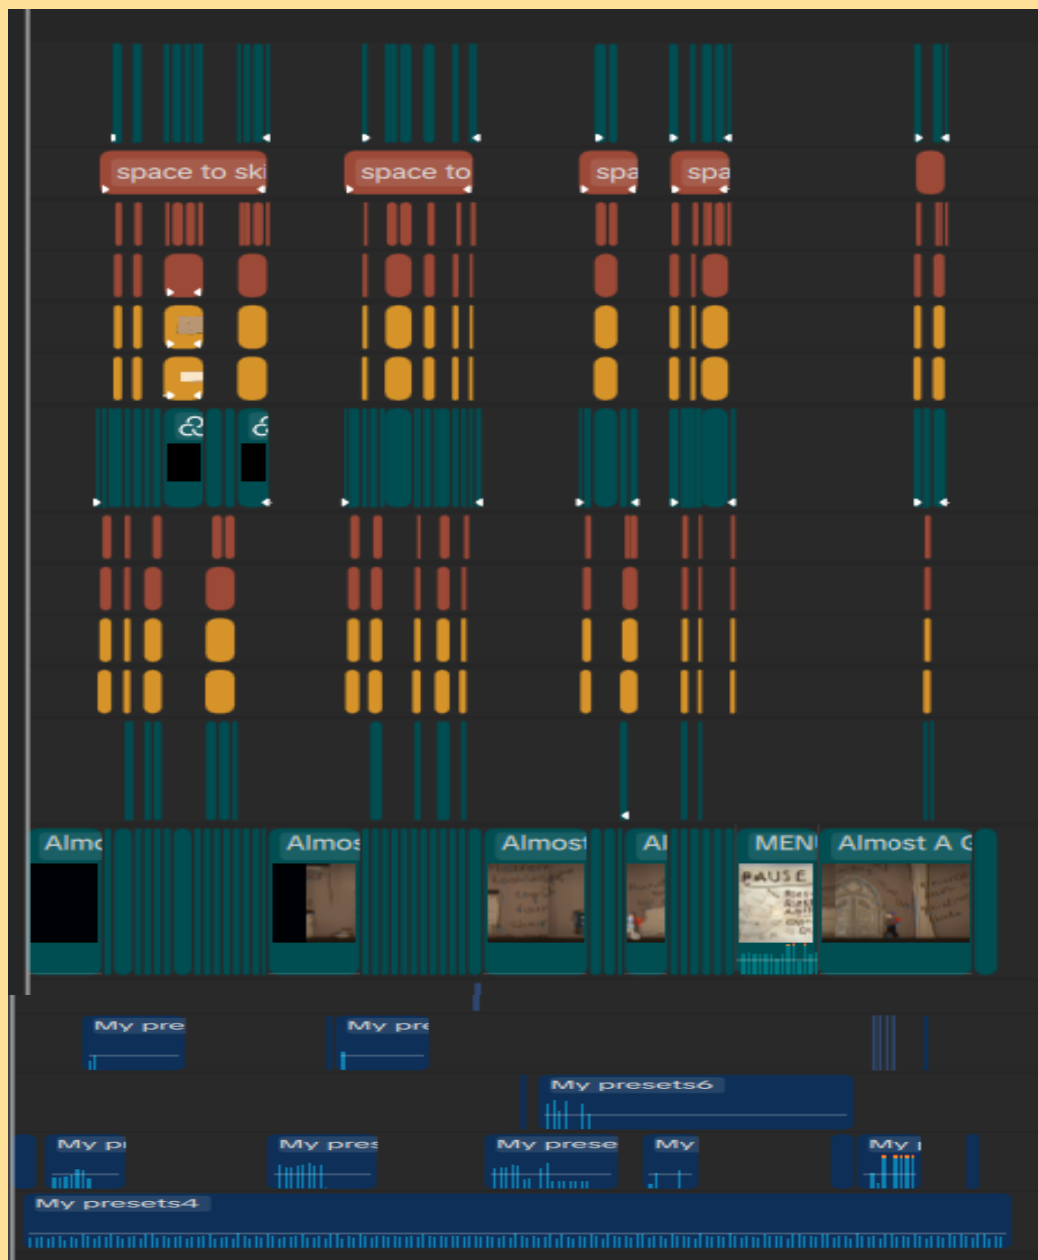 space to ski
space to
spa
spa
Almo
Almos
Almost
Al
MENU
Almost A G
PAUSE
My pre
My pre
My presets6
My p
My pres
My prese
My
My p
My presets4